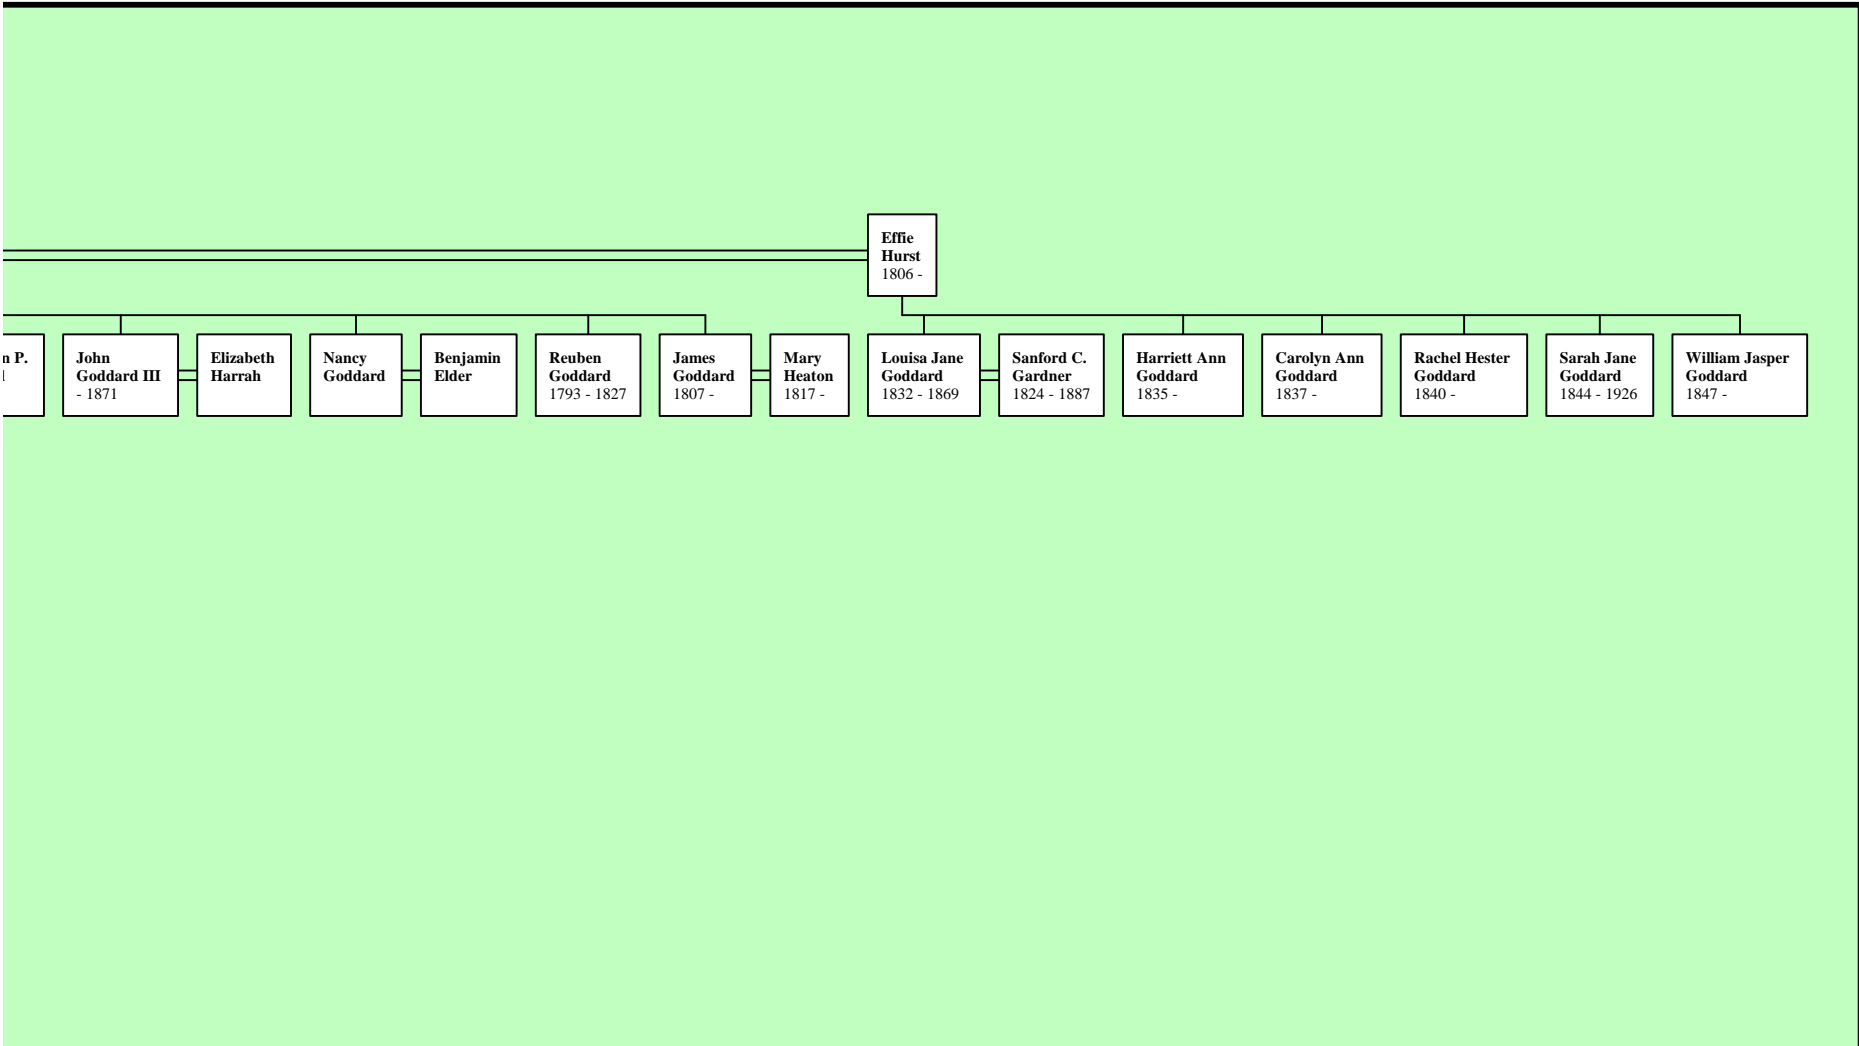 Effie
Hurst
1806 -
n P.
John
Goddard III
- 1871
Elizabeth
Harrah
Nancy
Goddard
Benjamin
Elder
Reuben
Goddard
1793 - 1827
James
Goddard
1807 -
Mary
Heaton
1817 -
Louisa Jane
Goddard
1832 - 1869
Sanford C.
Gardner
1824 - 1887
Harriett Ann
Goddard
1835 -
Carolyn Ann
Goddard
1837 -
Rachel Hester
Goddard
1840 -
Sarah Jane
Goddard
1844 - 1926
William Jasper
Goddard
1847 -